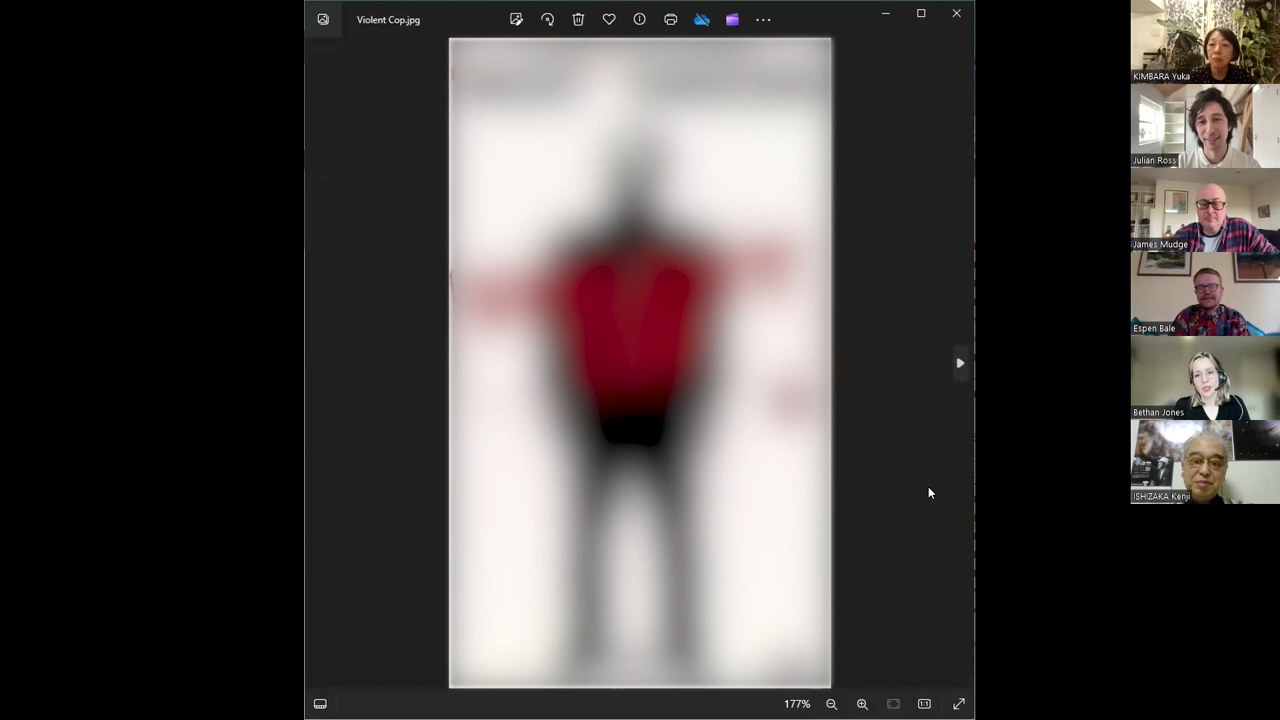 Violent Cop.jpg
KIMBARA Yuka
Julian Ross
James Mudge
Espen Bale
Bethan Jones
ISHIZAKA Kenji
177%